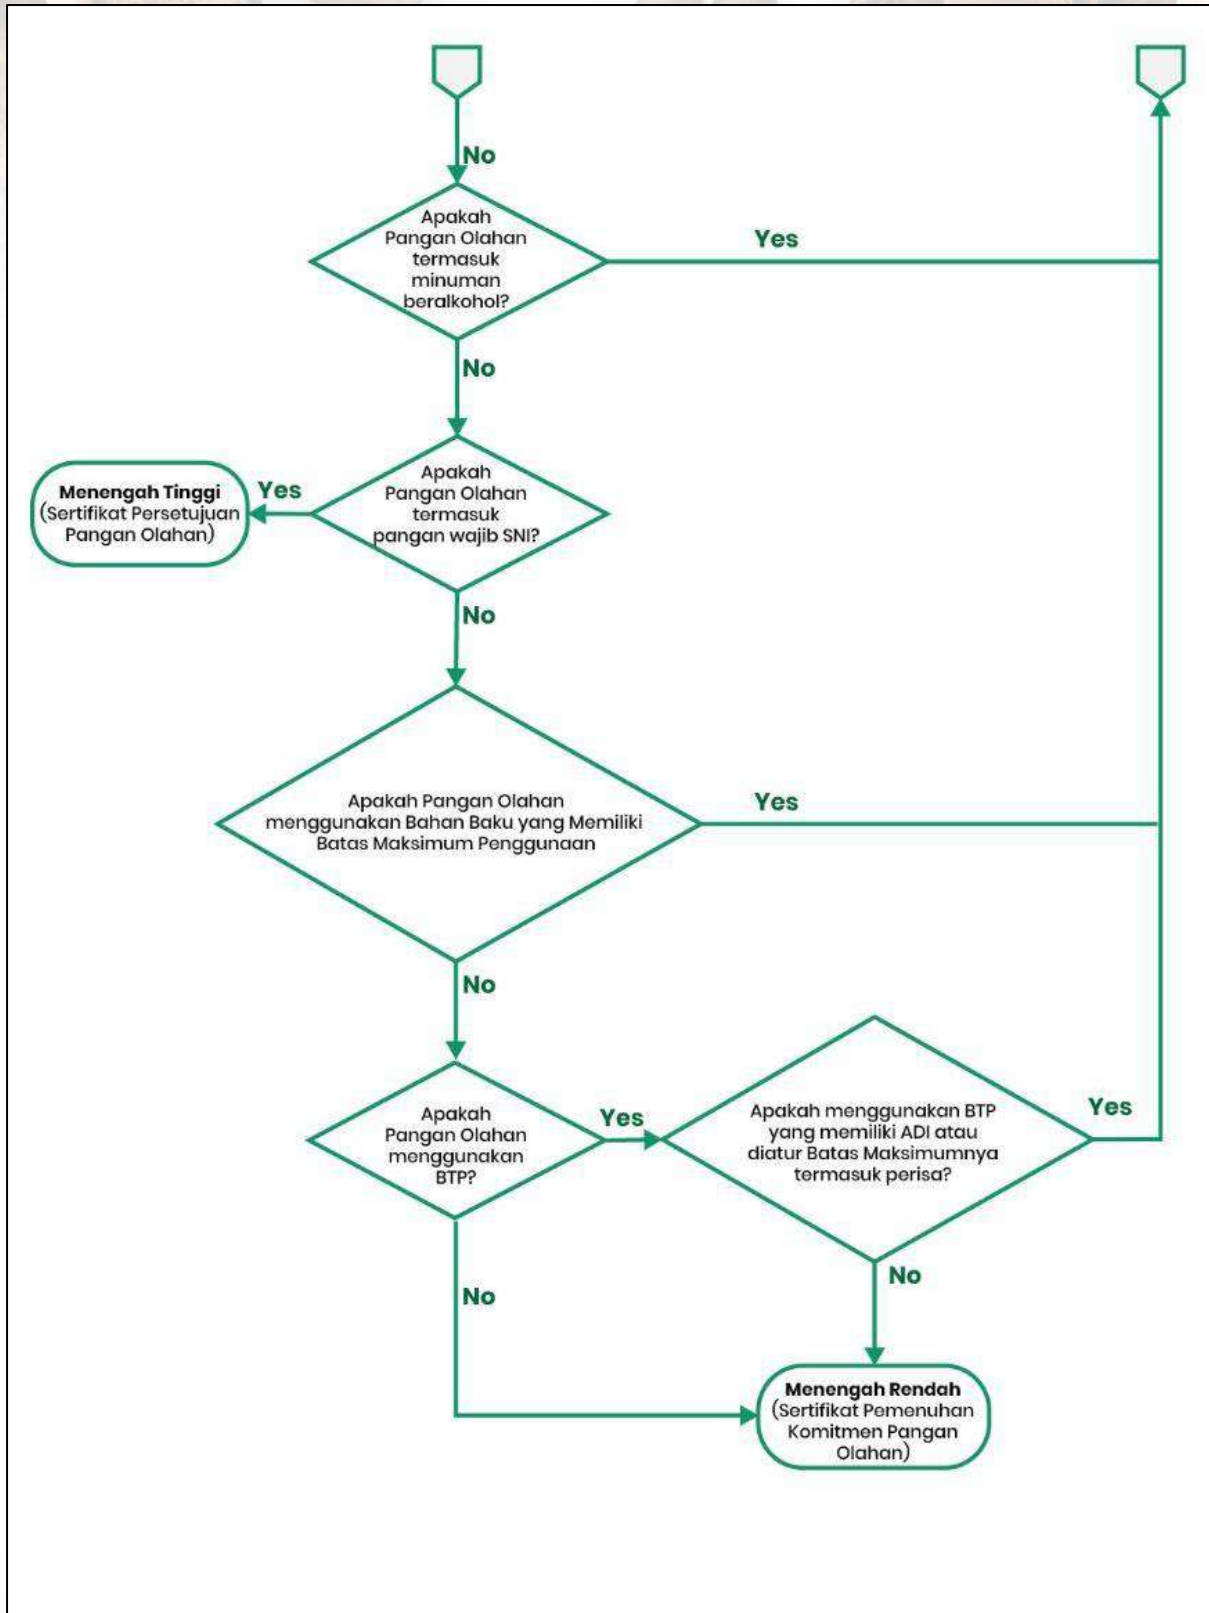 No
Apakah
Pangan Olahan
termasuk
minuman
beralkohol?
Yes
No
Apakah
Pangan Olahan
termasuk
pangan wajib SNI?
Yes
Menengah Tinggi
(Sertifikat Persetujuan
Pangan Olahan)
No
Apakah Pangan Olahan
menggunakan Bahan Baku yang Memiliki
Batas Maksimum Penggunaan
Yes
No
Apakah
Pangan Olahan
menggunakan
BTP?
Yes
Apakah menggunakan BTP
yang memiliki ADI atau
diatur Batas Maksimumnya
termasuk perisa?
Yes
No
No
Menengah Rendah
(Sertifikat Pemenuhan
Komitmen Pangan
Olahan)